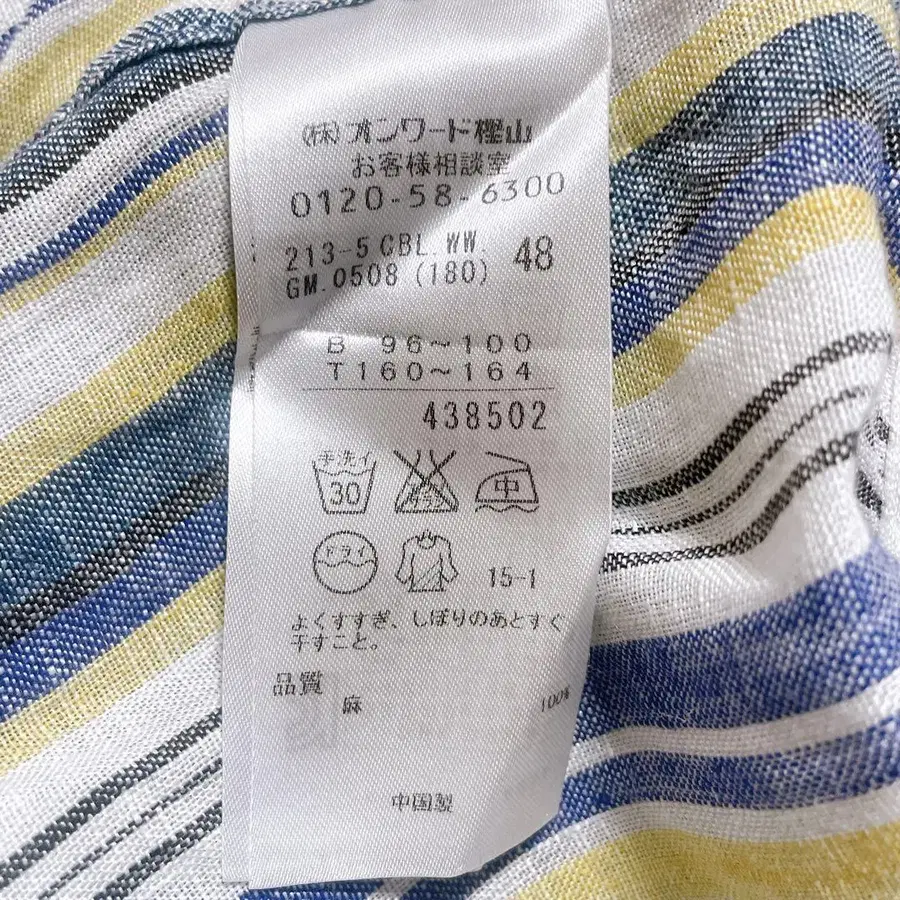 (株)オンワード樫山
お客様相談室
0120-58-6300
213-5 CBL.WW. 48
GM.0508 (180)
B 96～100
T160～164
438502
手洗イ 30 中
ドライ 15-1
よくすすぎ、しぼりのあとすぐ
干すこと。
品質
麻 100%
中国製